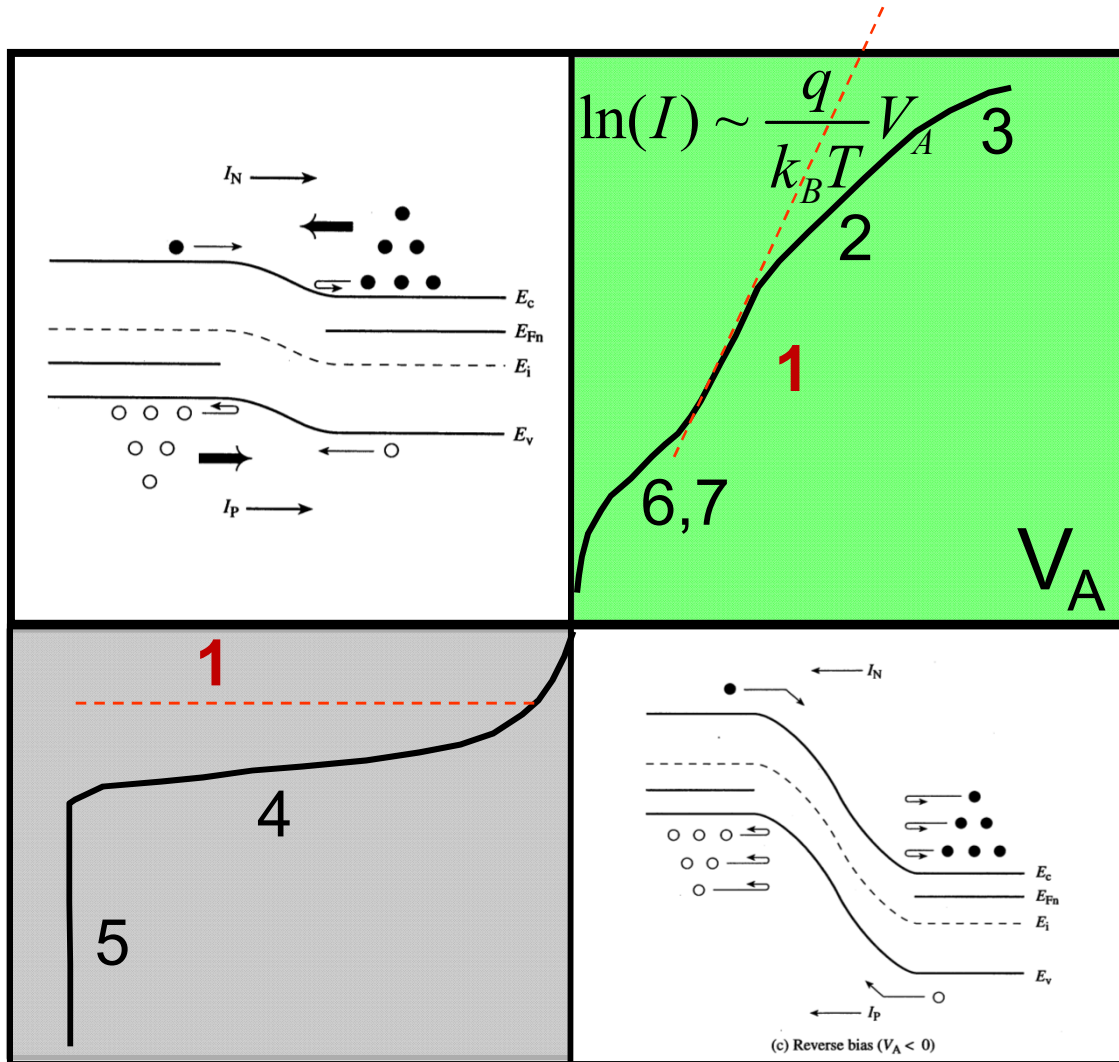 I_N
E_c
E_Fn
E_i
E_v
I_P
ln(I) ~ q/(k_B T) V_A
3
2
1
6,7
V_A
1
4
5
I_N
E_c
E_Fn
E_i
E_v
I_P
(c) Reverse bias (V_A < 0)